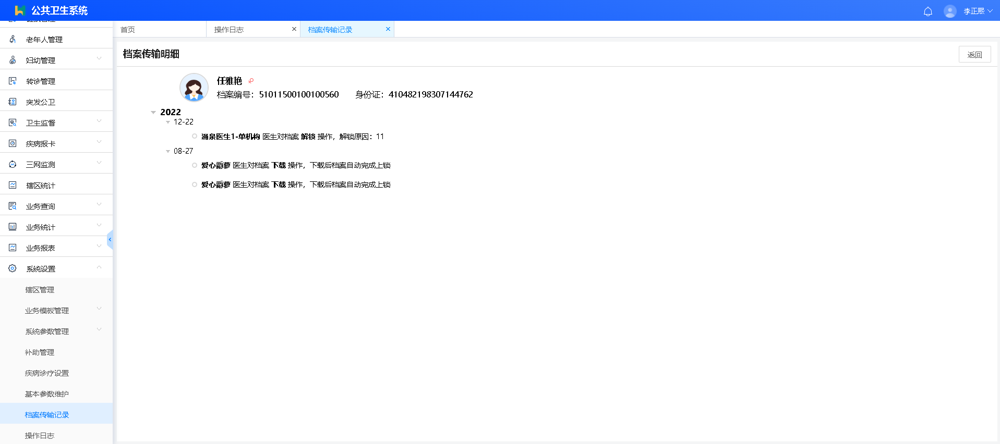 公共卫生系统
李正熙
老年人管理
妇幼管理
转诊管理
突发公卫
卫生监督
疾病报卡
三网监测
辖区统计
业务查询
业务统计
业务报表
系统设置
辖区管理
业务模板管理
系统参数管理
补助管理
疾病诊疗设置
基本参数维护
档案传输记录
操作日志
首页
操作日志
档案传输记录
档案传输明细
返回
任雅艳
档案编号：51011500100100560 身份证：410482198307144762
2022
12-22
涌泉医生1-单机构 医生对档案 解锁 操作，解锁原因：11
08-27
爱心 医生对档案 下载 操作，下载后档案自动完成上锁
爱心 医生对档案 下载 操作，下载后档案自动完成上锁